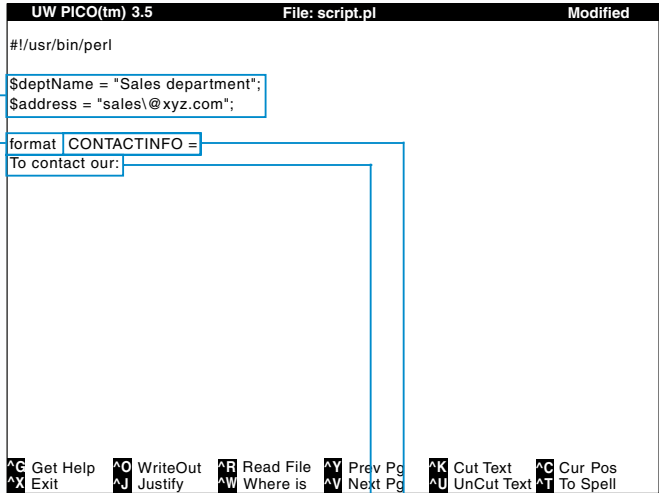 UW PICO(tm) 3.5 File: script.pl Modified
#!/usr/bin/perl
$deptName = "Sales department";
$address = "sales\@xyz.com";
format CONTACTINFO =
To contact our:
^G Get Help ^O WriteOut ^R Read File ^Y Prev Pg ^K Cut Text ^C Cur Pos
^X Exit ^J Justify ^W Where is ^V Next Pg ^U UnCut Text ^T To Spell